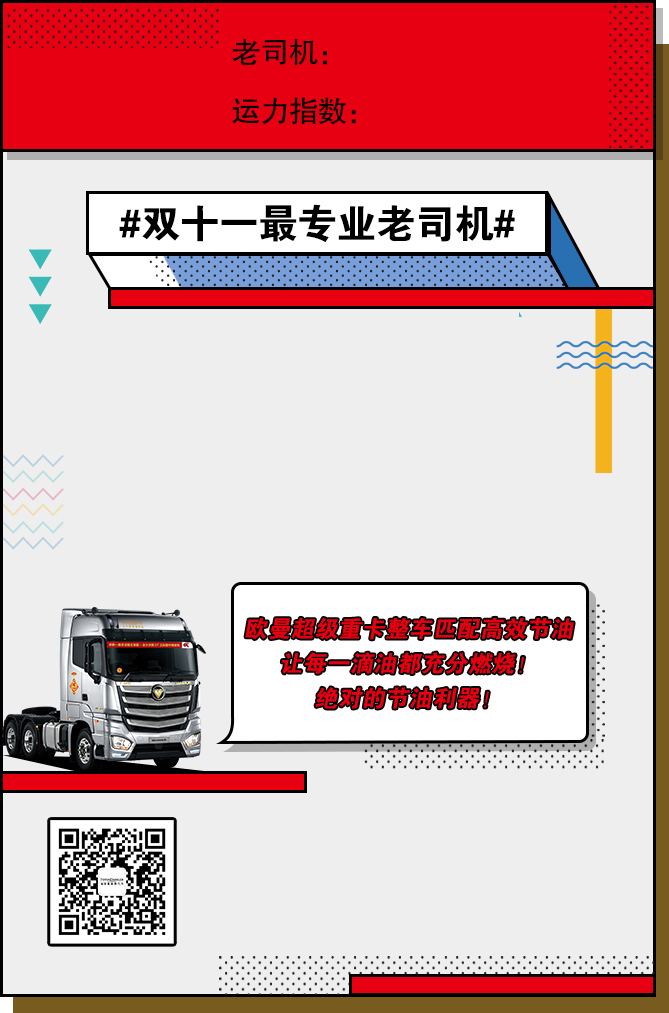 老司机：
运力指数：
#双十一最专业老司机#
欧曼超级重卡整车匹配高效节油
让每一滴油都充分燃烧！
绝对的节油利器！